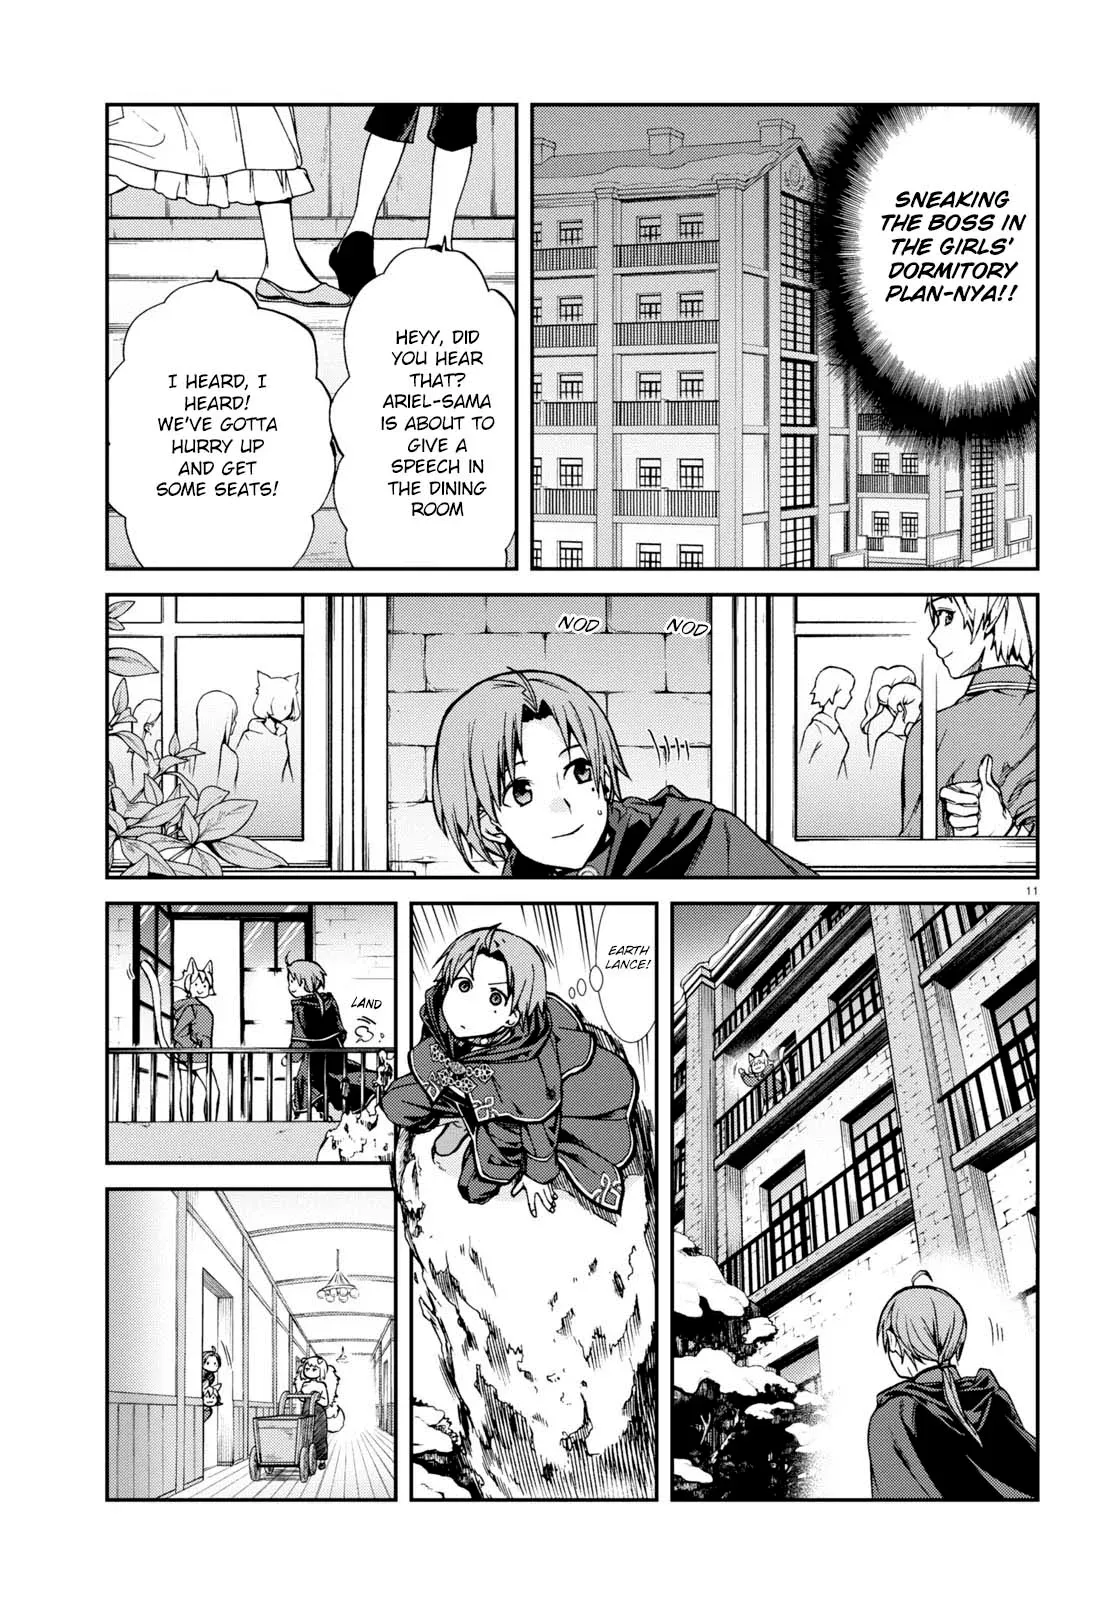 SNEAKING
THE BOSS IN
THE GIRLS'
DORMITORY
PLAN-NYA!!
HEYY, DID
YOU HEAR
THAT?
ARIEL-SAMA
IS ABOUT TO
GIVE A
SPEECH IN
THE DINING
ROOM
I HEARD, I
HEARD!
WE'VE GOTTA
HURRY UP
AND GET
SOME SEATS!
NOD
NOD
11
EARTH
LANCE!
LAND